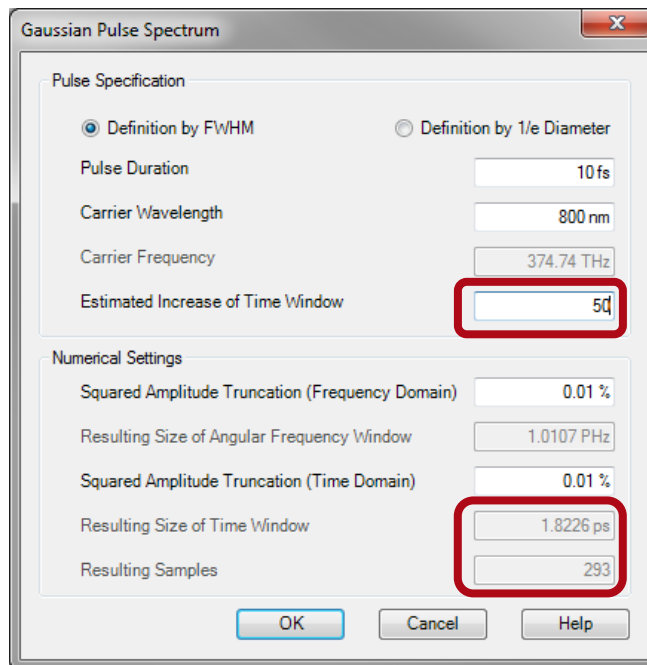 Gaussian Pulse Spectrum
Pulse Specification
Definition by FWHM Definition by 1/e Diameter
Pulse Duration 10 fs
Carrier Wavelength 800 nm
Carrier Frequency 374.74 THz
Estimated Increase of Time Window 50
Numerical Settings
Squared Amplitude Truncation (Frequency Domain) 0.01 %
Resulting Size of Angular Frequency Window 1.0107 PHz
Squared Amplitude Truncation (Time Domain) 0.01 %
Resulting Size of Time Window 1.8226 ps
Resulting Samples 293
OK Cancel Help